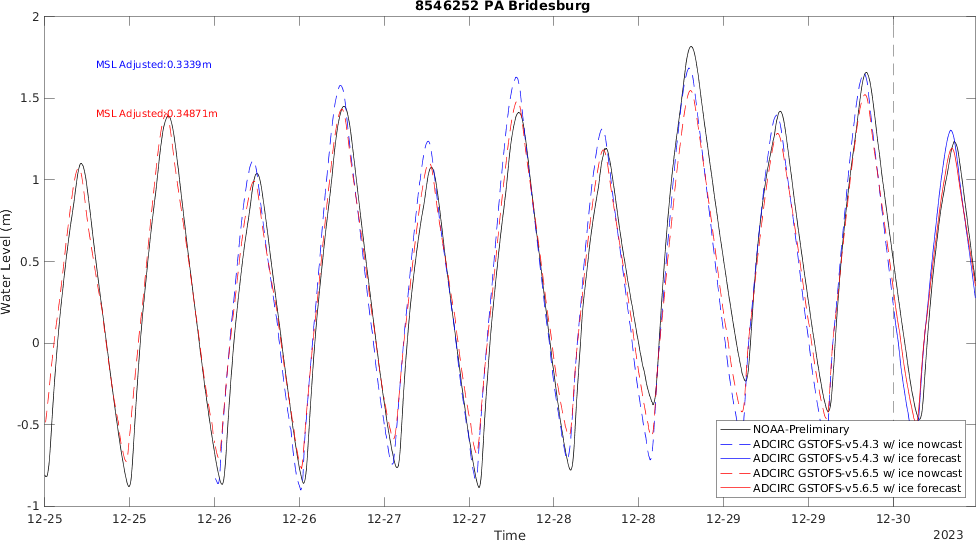 8546252 PA Bridesburg
2
1.5
1
0.5
0
-0.5
-1
Water Level (m)
MSL Adjusted:0.3339m
MSL Adjusted:0.34871m
NOAA-Preliminary
ADCIRC GSTOFS-v5.4.3 w/ ice nowcast
ADCIRC GSTOFS-v5.4.3 w/ ice forecast
ADCIRC GSTOFS-v5.6.5 w/ ice nowcast
ADCIRC GSTOFS-v5.6.5 w/ ice forecast
12-25 12-25 12-26 12-26 12-27 12-27 12-28 12-28 12-29 12-29 12-30
Time
2023